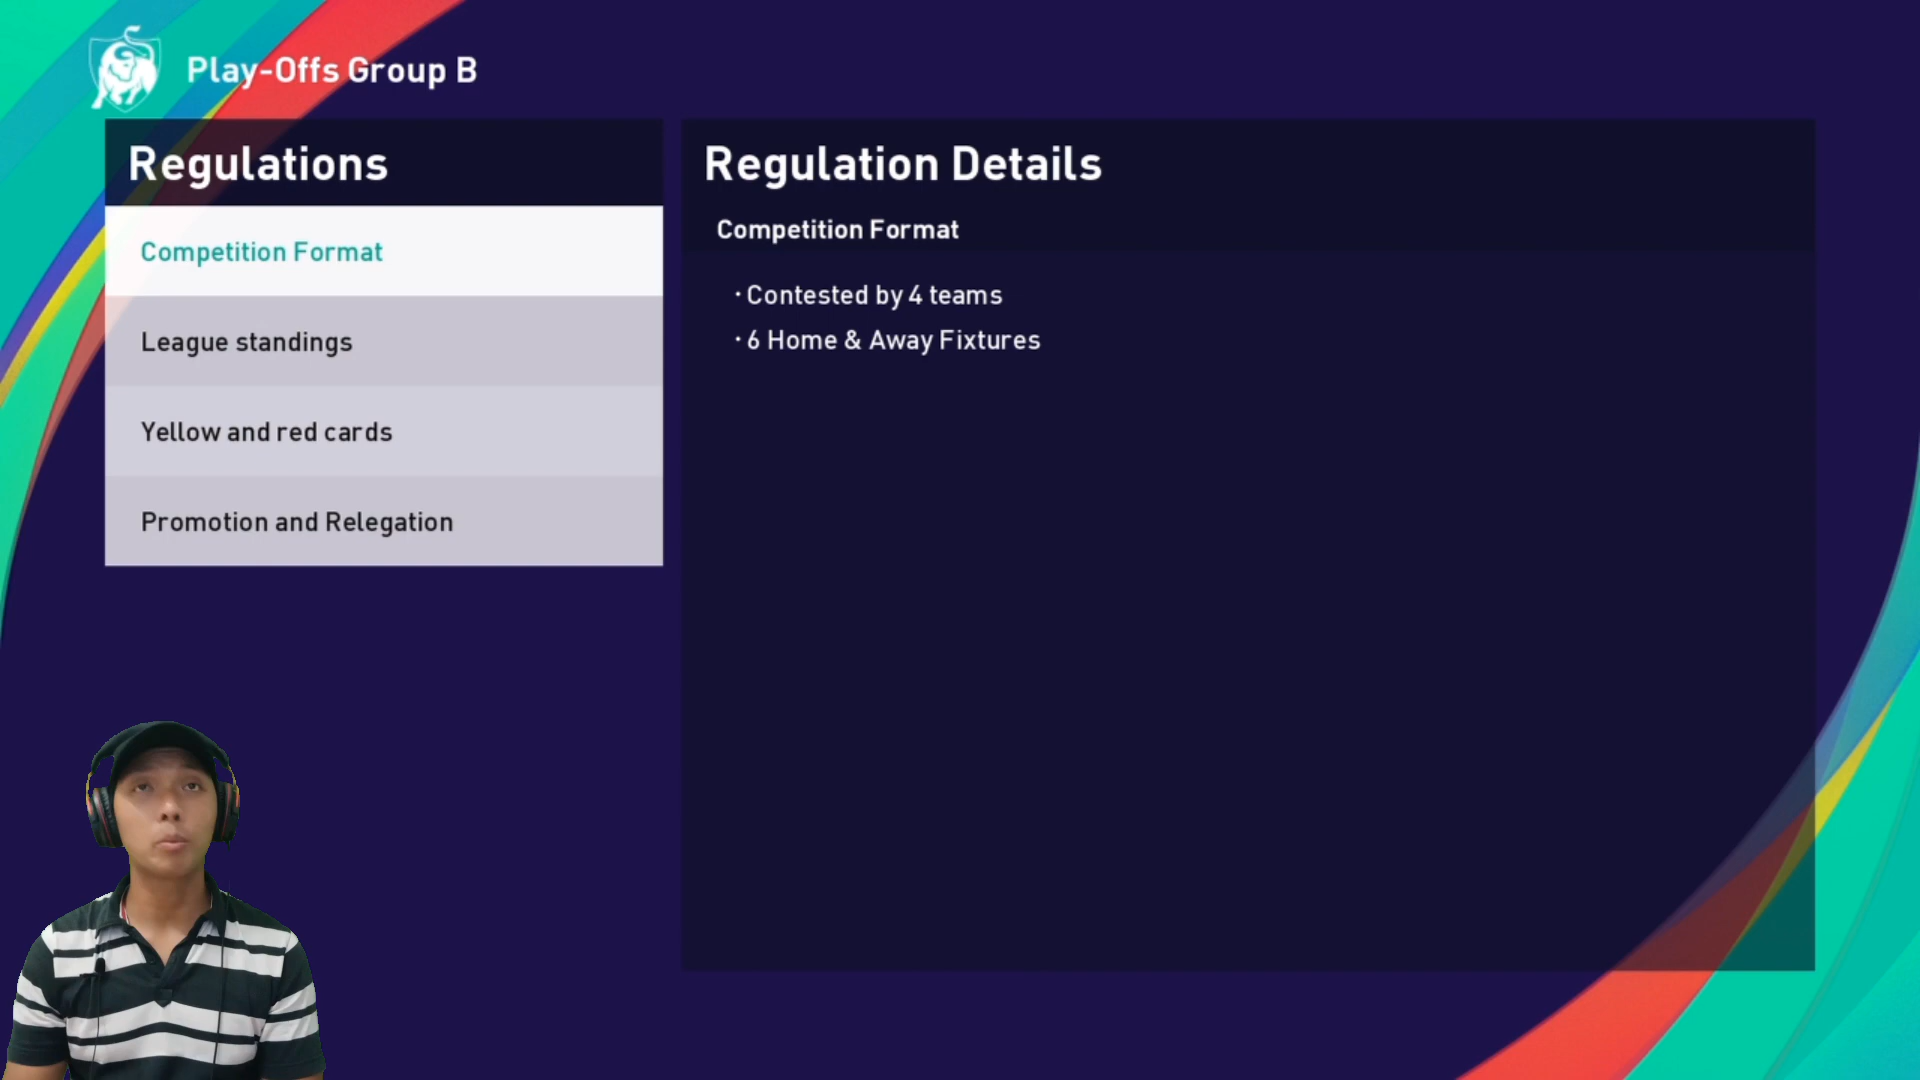 Play-Offs Group B
Regulations
Competition Format
League standings
Yellow and red cards
Promotion and Relegation
Regulation Details
Competition Format
· Contested by 4 teams
· 6 Home & Away Fixtures